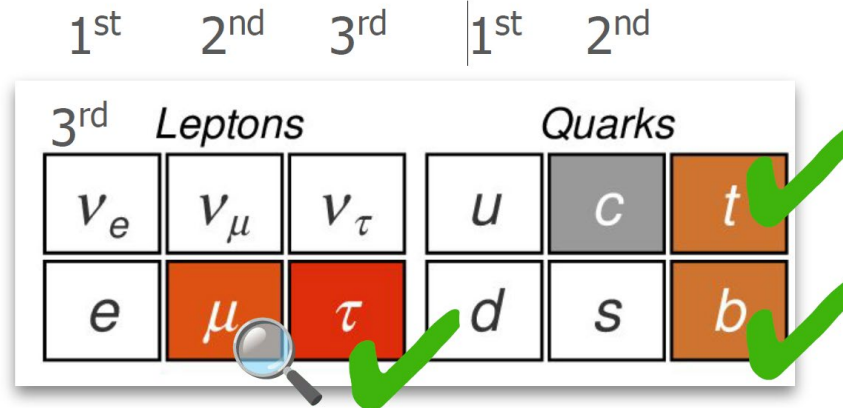 1st 2nd 3rd 1st 2nd
3rd Leptons Quarks
νe νμ ντ u c t
e μ τ d s b